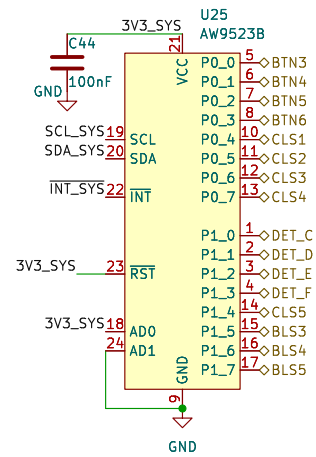 U25
AW9523B
3V3_SYS
C44
100nF
GND
21
VCC
SCL_SYS 19 SCL
SDA_SYS 20 SDA
INT_SYS 22 INT
3V3_SYS 23 RST
3V3_SYS 18 AD0
24 AD1
P0_0 5 BTN3
P0_1 6 BTN4
P0_2 7 BTN5
P0_3 8 BTN6
P0_4 10 CLS1
P0_5 11 CLS2
P0_6 12 CLS3
P0_7 13 CLS4
P1_0 1 DET_C
P1_1 2 DET_D
P1_2 3 DET_E
P1_3 4 DET_F
P1_4 14 CLS5
P1_5 15 BLS3
P1_6 16 BLS4
P1_7 17 BLS5
GND
9
GND